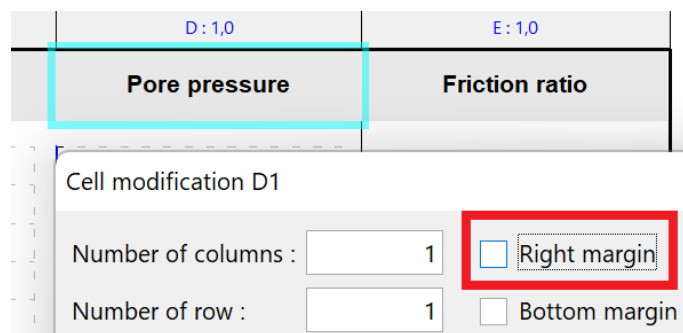 D : 1,0 E : 1,0
Pore pressure Friction ratio
Cell modification D1
Number of columns : 1 Right margin
Number of row : 1 Bottom margin